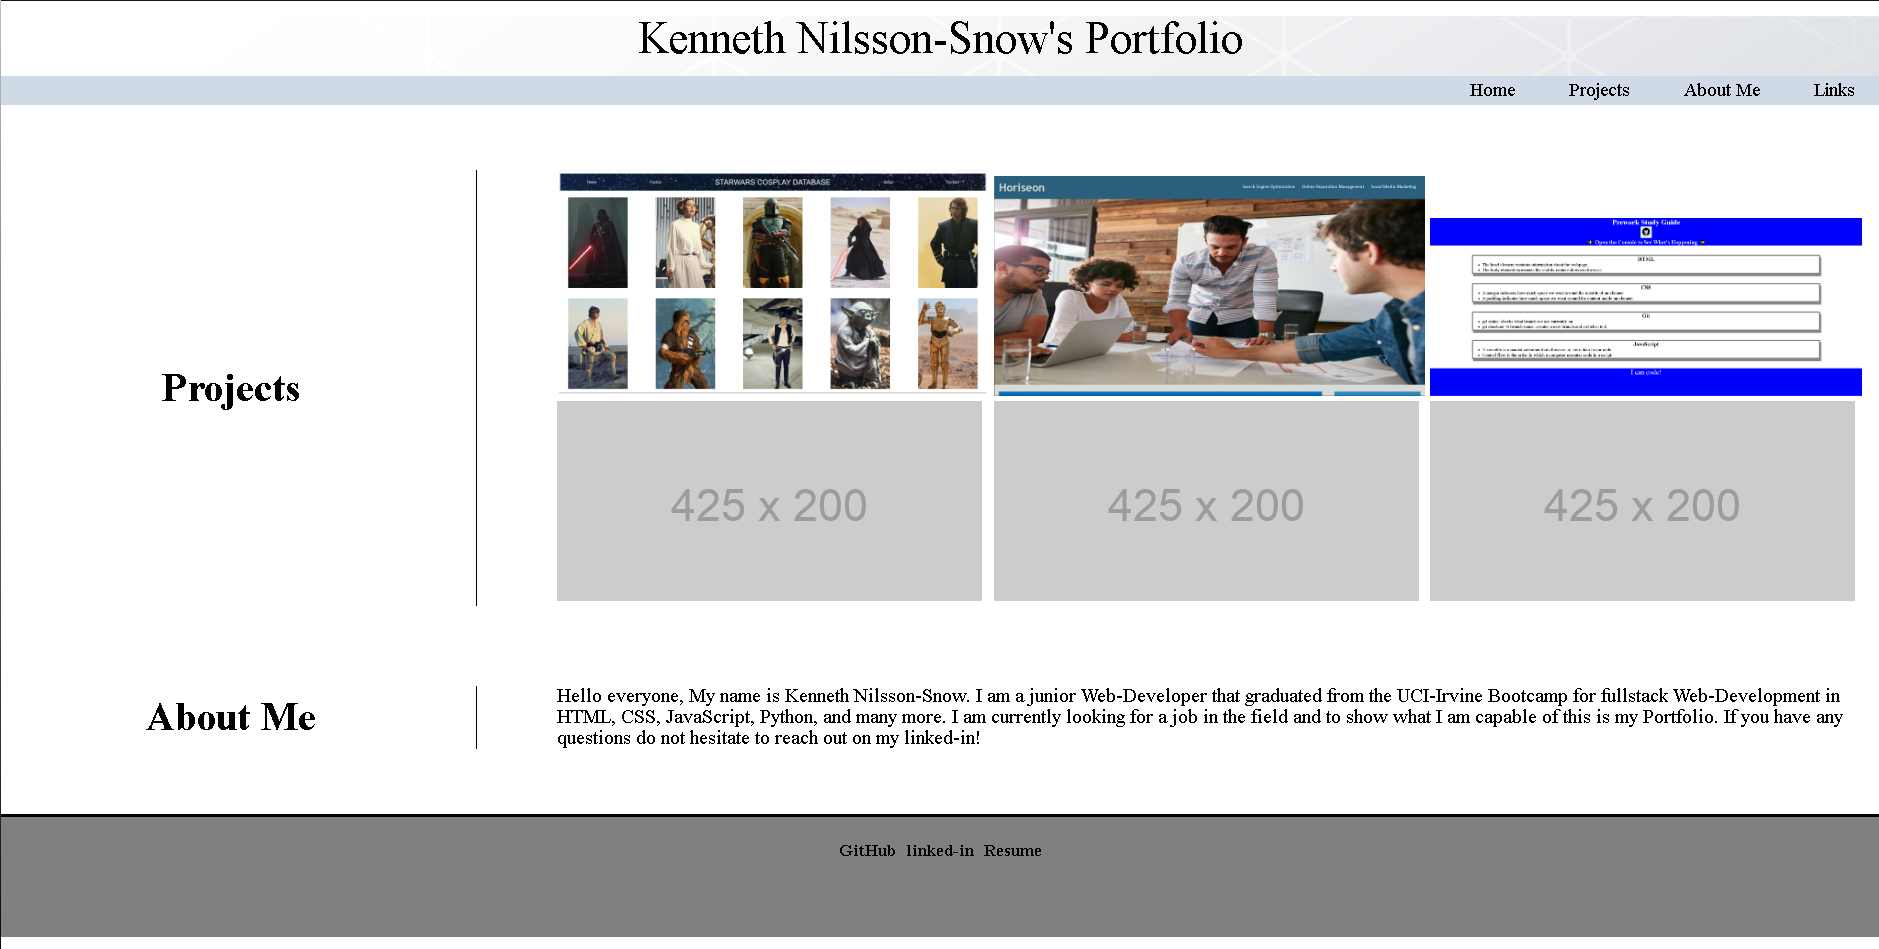 Kenneth Nilsson-Snow's Portfolio
Home Projects About Me Links
Projects
STARWARS COSPLAY DATABASE
Horiseon
Search Engine Optimization Online Reputation Management Social Media Marketing
Prework Study Guide
Open the Console to See What's Happening
HTML
CSS
Git
JavaScript
I can code!
425 x 200
425 x 200
425 x 200
About Me
Hello everyone, My name is Kenneth Nilsson-Snow. I am a junior Web-Developer that graduated from the UCI-Irvine Bootcamp for fullstack Web-Development in
HTML, CSS, JavaScript, Python, and many more. I am currently looking for a job in the field and to show what I am capable of this is my Portfolio. If you have any
questions do not hesitate to reach out on my linked-in!
GitHub linked-in Resume